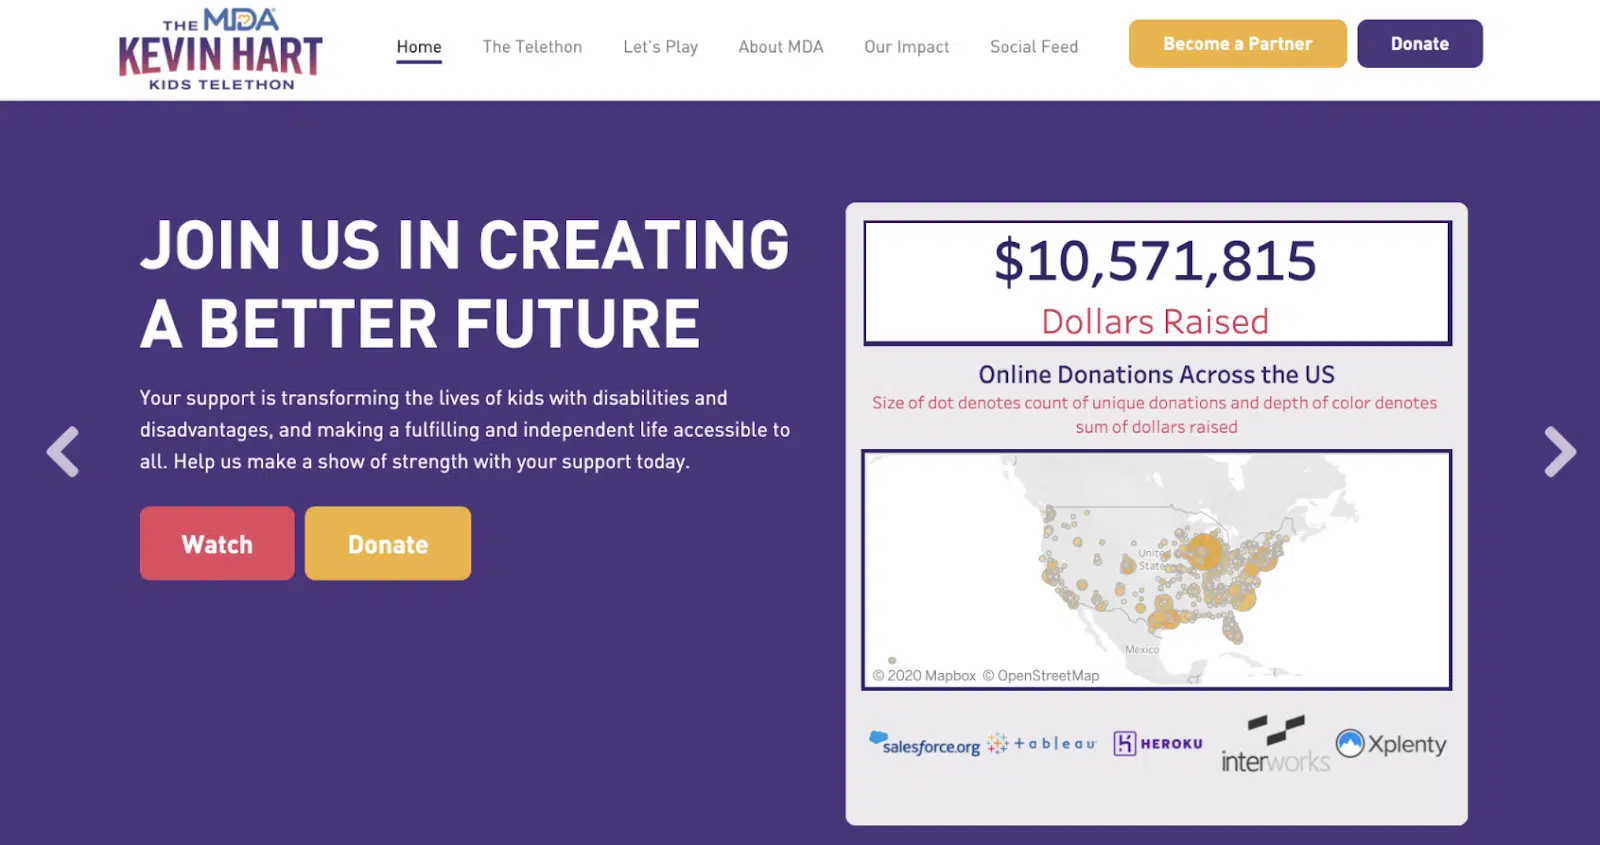 THE MDA
KEVIN HART
KIDS TELETHON
Home
The Telethon
Let's Play
About MDA
Our Impact
Social Feed
Become a Partner
Donate
JOIN US IN CREATING
A BETTER FUTURE
Your support is transforming the lives of kids with disabilities and
disadvantages, and making a fulfilling and independent life accessible to
all. Help us make a show of strength with your support today.
Watch
Donate
$10,571,815
Dollars Raised
Online Donations Across the US
Size of dot denotes count of unique donations and depth of color denotes
sum of dollars raised
United
States
Mexico
© 2020 Mapbox © OpenStreetMap
salesforce.org
+ableau
HEROKU
interworks
Xplenty